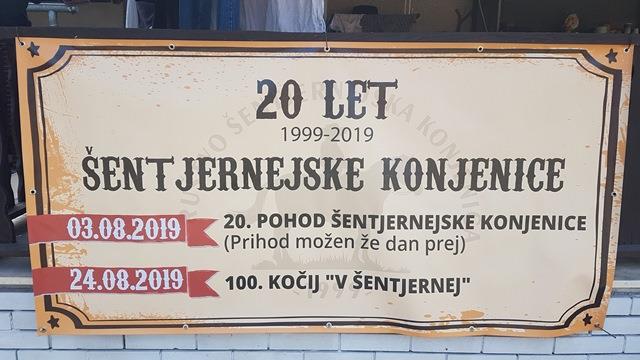 20 LET
1999-2019
ŠENTJERNEJSKE KONJENICE
03.08.2019 20. POHOD ŠENTJERNEJSKE KONJENICE
(Prihod možen že dan prej)
24.08.2019 100. KOČIJ "V ŠENTJERNEJ"